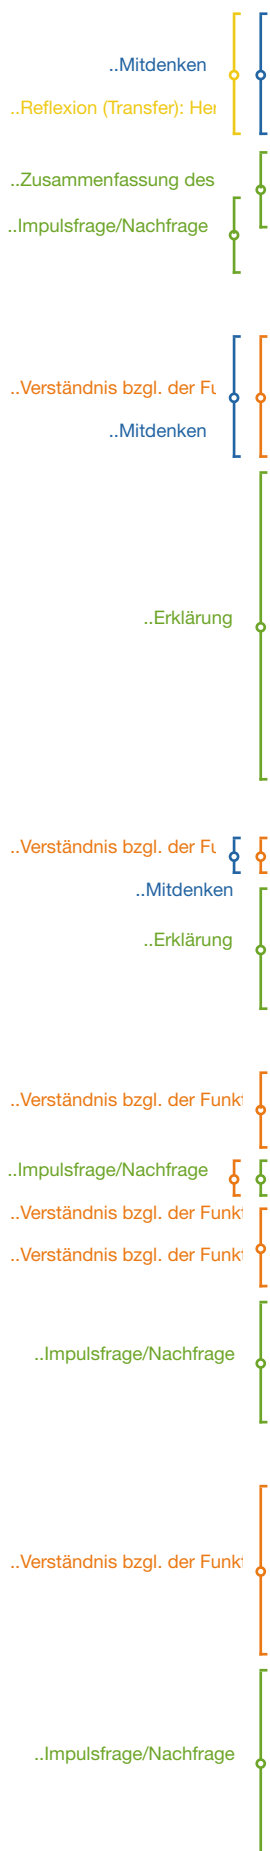 ..Mitdenken
..Reflexion (Transfer): Her
..Zusammenfassung des
..Impulsfrage/Nachfrage
..Verständnis bzgl. der Fu
..Mitdenken
..Erklärung
..Verständnis bzgl. der Fu
..Mitdenken
..Erklärung
..Verständnis bzgl. der Funkt
..Impulsfrage/Nachfrage
..Verständnis bzgl. der Funkt
..Verständnis bzgl. der Funkt
..Impulsfrage/Nachfrage
..Verständnis bzgl. der Funkt
..Impulsfrage/Nachfrage